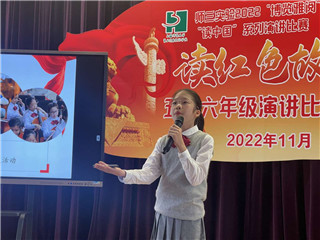 师三实验2022 "博览雅阅
"读中国" 系列演讲比赛
读红色故
五、六年级演讲比
2022年11月
活动